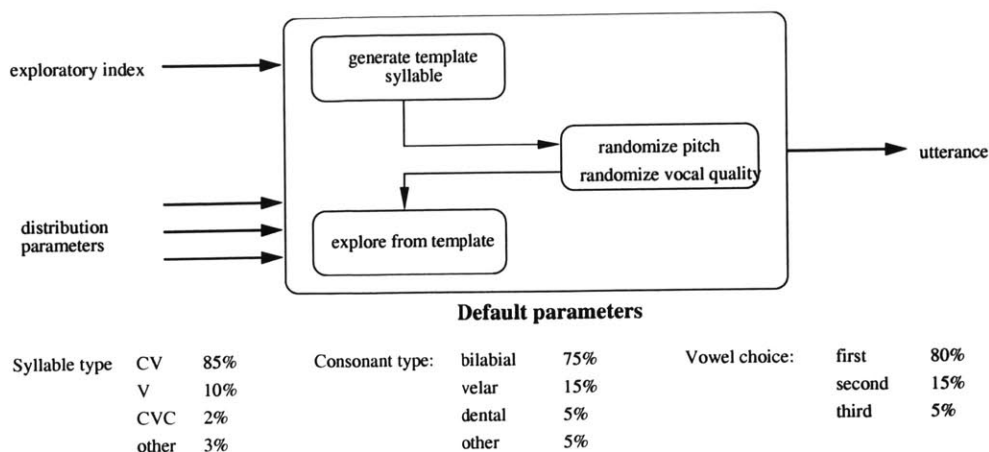 generate template
syllable
exploratory index
randomize pitch
randomize vocal quality
utterance
distribution
parameters
explore from template
Default parameters
Syllable type CV 85% Consonant type: bilabial 75% Vowel choice: first 80%
V 10% velar 15% second 15%
CVC 2% dental 5% third 5%
other 3% other 5%